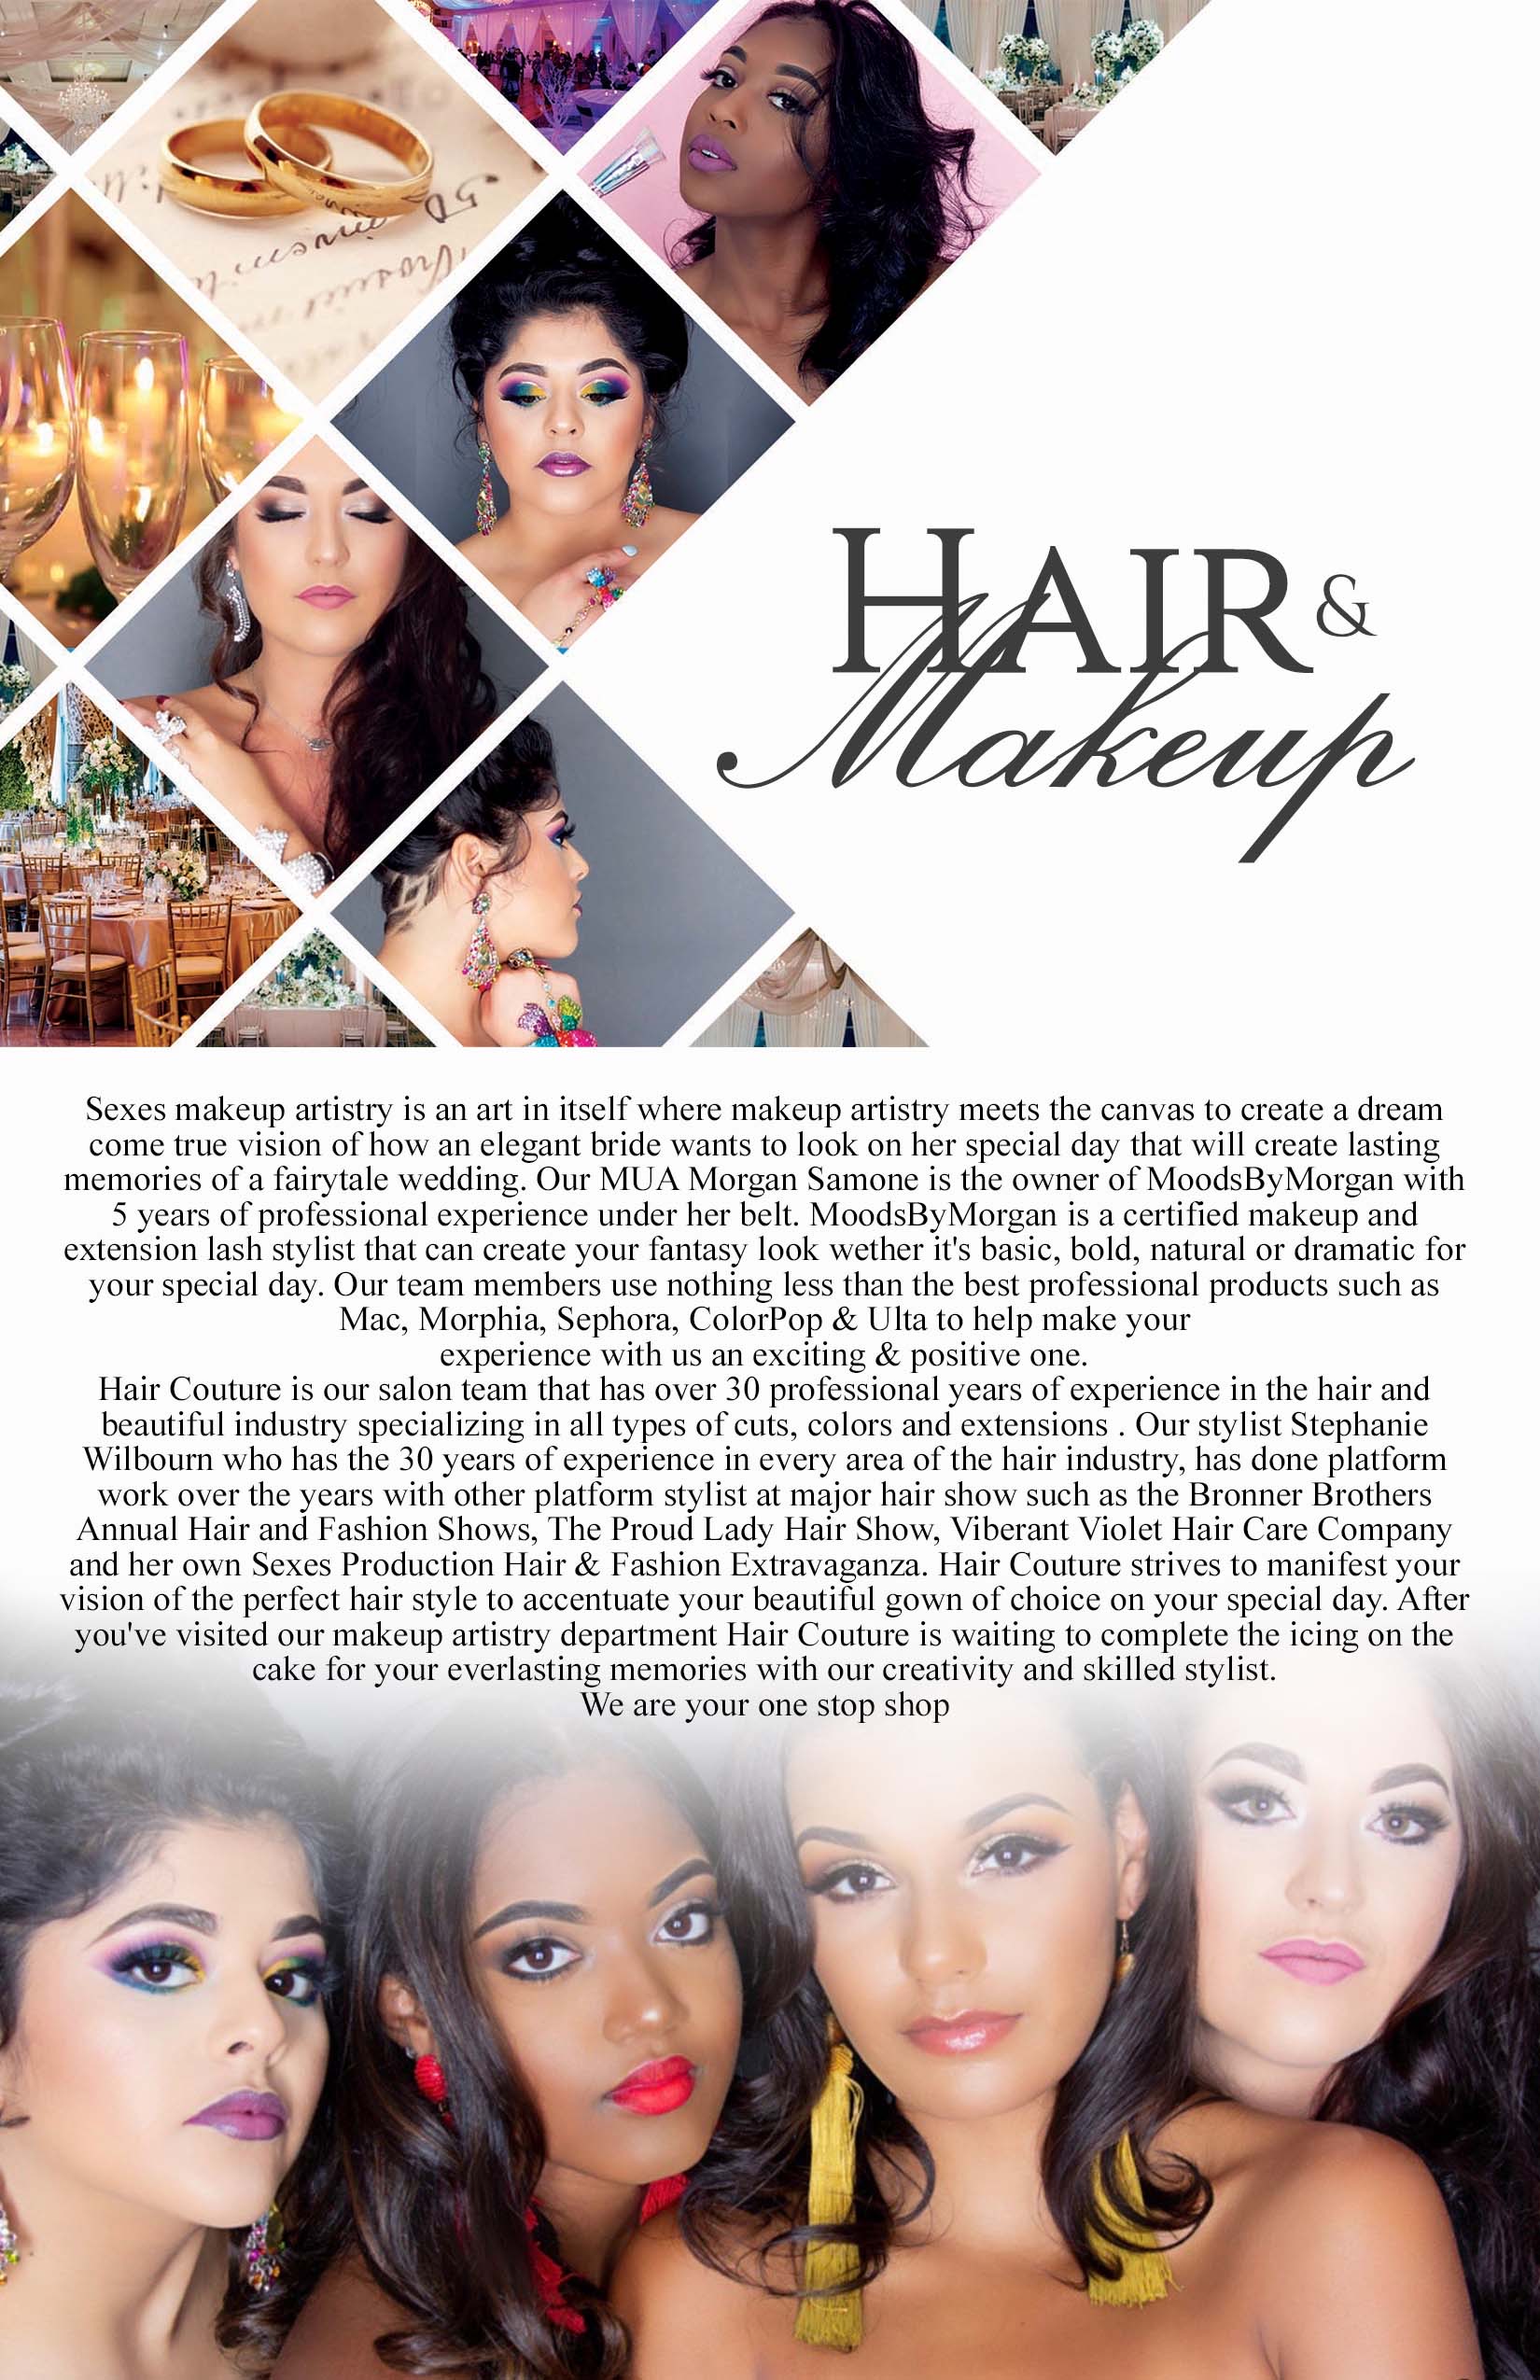 HAIR &
Makeup
Sexes makeup artistry is an art in itself where makeup artistry meets the canvas to create a dream
come true vision of how an elegant bride wants to look on her special day that will create lasting
memories of a fairytale wedding. Our MUA Morgan Samone is the owner of MoodsByMorgan with
5 years of professional experience under her belt. MoodsByMorgan is a certified makeup and
extension lash stylist that can create your fantasy look wether it's basic, bold, natural or dramatic for
your special day. Our team members use nothing less than the best professional products such as
Mac, Morphia, Sephora, ColorPop & Ulta to help make your
experience with us an exciting & positive one.
Hair Couture is our salon team that has over 30 professional years of experience in the hair and
beautiful industry specializing in all types of cuts, colors and extensions . Our stylist Stephanie
Wilbourn who has the 30 years of experience in every area of the hair industry, has done platform
work over the years with other platform stylist at major hair show such as the Bronner Brothers
Annual Hair and Fashion Shows, The Proud Lady Hair Show, Viberant Violet Hair Care Company
and her own Sexes Production Hair & Fashion Extravaganza. Hair Couture strives to manifest your
vision of the perfect hair style to accentuate your beautiful gown of choice on your special day. After
you've visited our makeup artistry department Hair Couture is waiting to complete the icing on the
cake for your everlasting memories with our creativity and skilled stylist.
We are your one stop shop